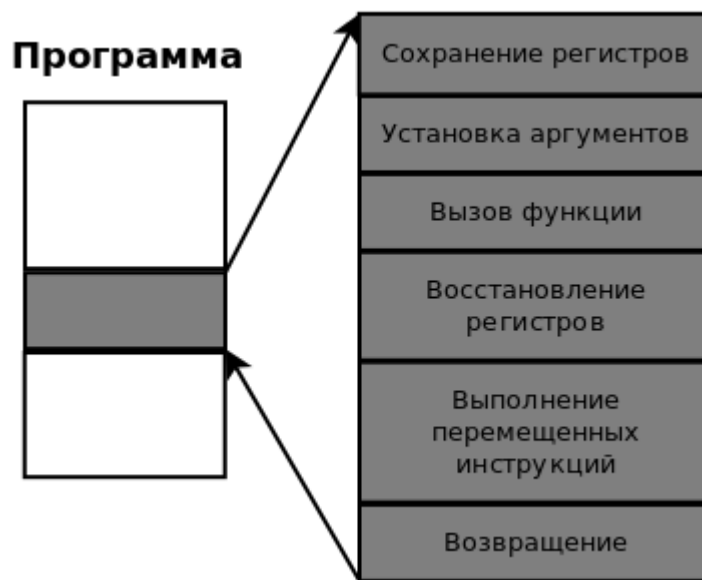 Программа
Сохранение регистров
Установка аргументов
Вызов функции
Восстановление
регистров
Выполнение
перемещенных
инструкций
Возвращение